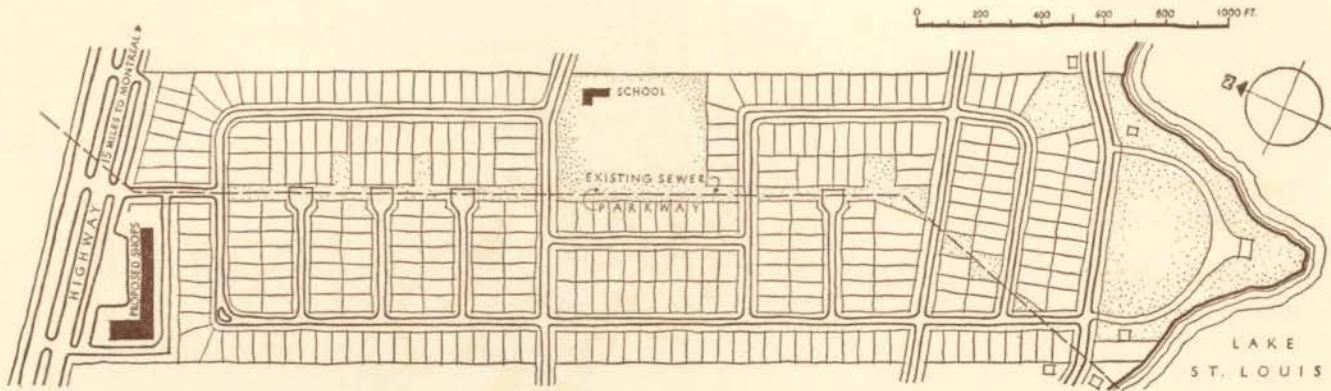 0 200 400 600 800 1000 FT.
15 MILES TO MONTREAL
HIGHWAY
PROPOSED SHOPS
SCHOOL
EXISTING SEWER
PARKWAY
N
LAKE
ST. LOUIS